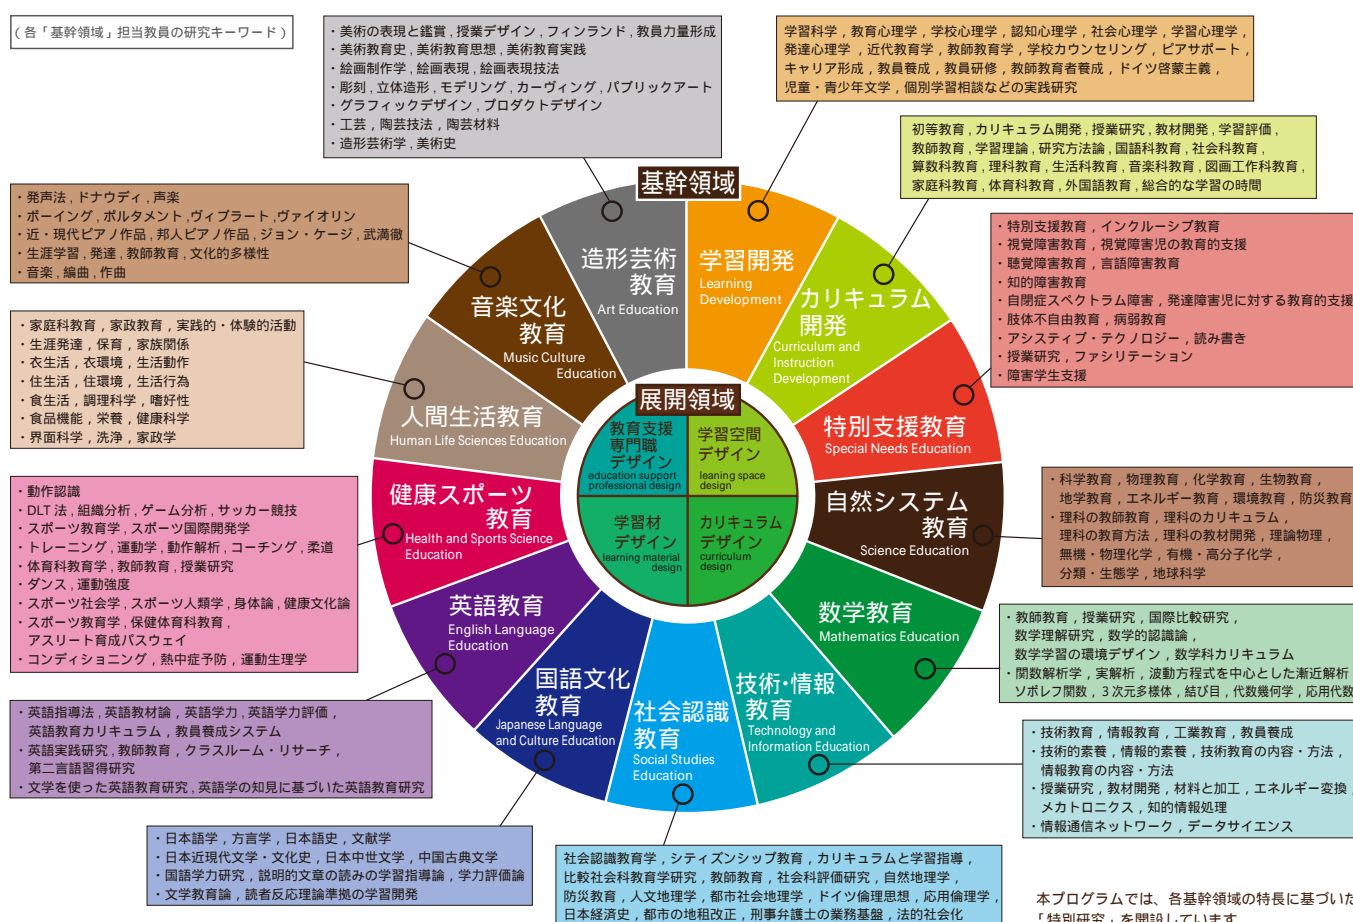 (各「基幹領域」担当教員の研究キーワード)
・美術の表現と鑑賞,授業デザイン,フィンランド,教員力量形成
・美術教育史,美術教育思想,美術教育実践
・絵画制作学,絵画表現,絵画表現技法
・彫刻,立体造形,モデリング,カーヴィング,パブリックアート
・グラフィックデザイン,プロダクトデザイン
・工芸,陶芸技法,陶芸材料
・造形芸術学,美術史
学習科学,教育心理学,学校心理学,認知心理学,社会心理学,学習心理学,
発達心理学,近代教育学,教師教育学,学校カウンセリング,ピアサポート,
キャリア形成,教員養成,教員研修,教師教育者養成,ドイツ啓蒙主義,
児童・青少年文学,個別学習相談などの実践研究
初等教育,カリキュラム開発,授業研究,教材開発,学習評価,
教師教育,学習理論,研究方法論,国語科教育,社会科教育,
算数科教育,理科教育,生活科教育,音楽科教育,図画工作科教育,
家庭科教育,体育科教育,外国語教育,総合的な学習の時間
・発声法,ドナウディ,声楽
・ボーイング,ポルタメント,ヴィブラート,ヴァイオリン
・近・現代ピアノ作品,邦人ピアノ作品,ジョン・ケージ,武満徹
・生涯学習,発達,教師教育,文化的多様性
・音楽,編曲,作曲
・特別支援教育,インクルーシブ教育
・視覚障害教育,視覚障害児の教育的支援
・聴覚障害教育,言語障害教育
・知的障害教育
・自閉症スペクトラム障害,発達障害児に対する教育的支援
・肢体不自由教育,病弱教育
・アシスティブ・テクノロジー,読み書き
・授業研究,ファシリテーション
・障害学生支援
・家庭科教育,家政教育,実践的・体験的活動
・生涯発達,保育,家族関係
・衣生活,衣環境,生活動作
・住生活,住環境,生活行為
・食生活,調理科学,嗜好性
・食品機能,栄養,健康科学
・界面科学,洗浄,家政学
・動作認識
・DLT法,組織分析,ゲーム分析,サッカー競技
・スポーツ教育学,スポーツ国際開発学
・トレーニング,運動学,動作解析,コーチング,柔道
・体育科教育学,教師教育,授業研究
・ダンス,運動強度
・スポーツ社会学,スポーツ人類学,身体論,健康文化論
・スポーツ教育学,保健体育科教育,
アスリート育成パスウェイ
・コンディショニング,熱中症予防,運動生理学
・科学教育,物理教育,化学教育,生物教育,
地学教育,エネルギー教育,環境教育,防災教育
・理科の教師教育,理科のカリキュラム,
理科の教育方法,理科の教材開発,理論物理,
無機・物理化学,有機・高分子化学,
分類・生態学,地球科学
・教師教育,授業研究,国際比較研究,
数学理解研究,数学的認識論,
数学学習の環境デザイン,数学科カリキュラム
・関数解析学,実解析,波動方程式を中心とした漸近解析
ソボレフ関数,3次元多様体,結び目,代数幾何学,応用代数
・英語指導法,英語教材論,英語学力,英語学力評価,
英語教育カリキュラム,教員養成システム
・英語実践研究,教師教育,クラスルーム・リサーチ,
第二言語習得研究
・文学を使った英語教育研究,英語学の知見に基づいた英語教育研究
・技術教育,情報教育,工業教育,教員養成
・技術的素養,情報的素養,技術教育の内容・方法,
情報教育の内容・方法
・授業研究,教材開発,材料と加工,エネルギー変換,
メカトロニクス,知的情報処理
・情報通信ネットワーク,データサイエンス
・日本語学,方言学,日本語史,文献学
・日本近現代文学・文化史,日本中世文学,中国古典文学
・国語学力研究,説明的文章の読みの学習指導論,学力評価論
・文学教育論,読者反応理論準拠の学習開発
社会認識教育学,シティズンシップ教育,カリキュラムと学習指導,
比較社会科教育学研究,教師教育,社会科評価研究,自然地理学,
防災教育,人文地理学,都市社会地理学,ドイツ倫理思想,応用倫理学,
日本経済史,都市の地租改正,刑事弁護士の業務基盤,法的社会化
基幹領域
造形芸術
教育
Art Education
学習開発
Learning
Development
カリキュラム
開発
Curriculum and
Instruction
Development
特別支援教育
Special Needs Education
自然システム
教育
Science Education
数学教育
Mathematics Education
技術・情報
教育
Technology and
Information Education
社会認識
教育
Social Studies
Education
国語文化
教育
Japanese Language
and Culture Education
英語教育
English Language
Education
健康スポーツ
教育
Health and Sports Science
Education
人間生活教育
Human Life Sciences Education
音楽文化
教育
Music Culture
Education
展開領域
教育支援
専門職
デザイン
education support
professional design
学習空間
デザイン
leaning space
design
学習材
デザイン
learning material
design
カリキュラム
デザイン
curriculum
design
本プログラムでは、各基幹領域の特長に基づいた
「特別研究」を開設しています